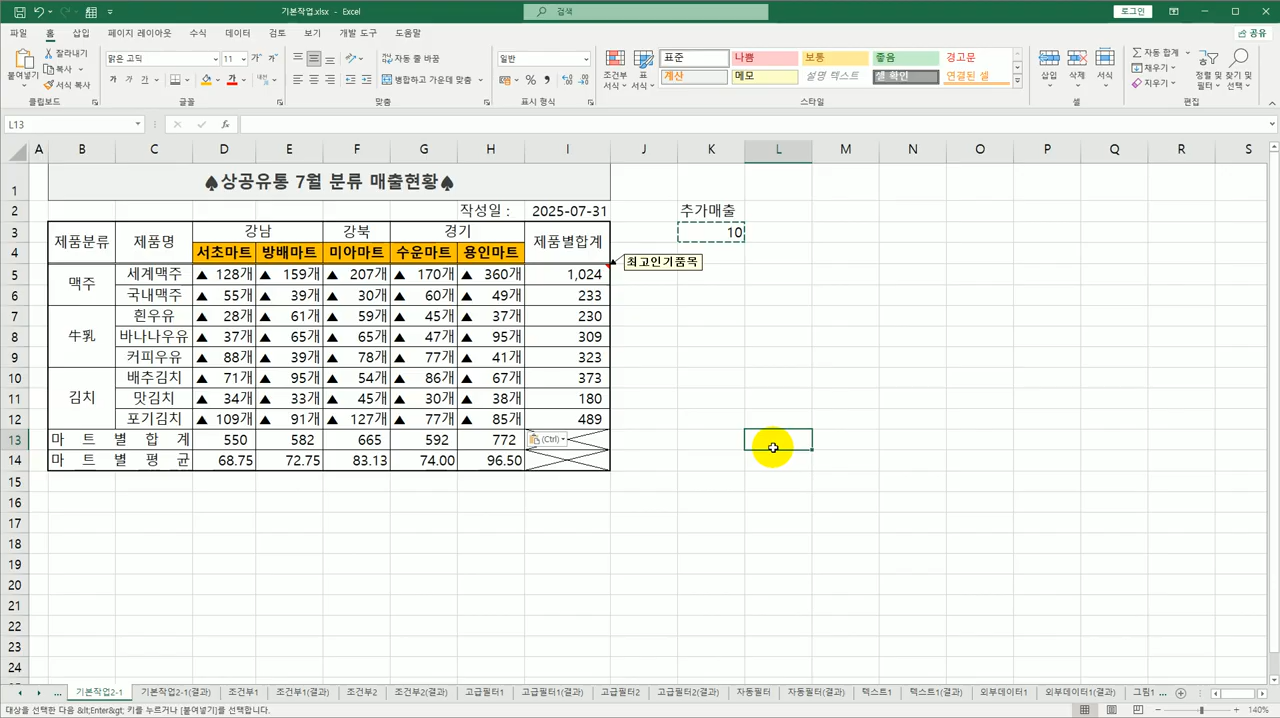 기본작업.xlsx - Excel
검색
로그인
파일 홈 삽입 페이지 레이아웃 수식 데이터 검토 보기 개발 도구 도움말
공유
붙여넣기
잘라내기
복사
서식 복사
클립보드
맑은 고딕 11
가 가 가
글꼴
자동 줄 바꿈
병합하고 가운데 맞춤
맞춤
일반
표시 형식
조건부 서식
표 서식
표준 나쁨 보통 좋음 경고문
계산 메모 설명 텍스트 셀 확인 연결된 셀
스타일
삽입 삭제 서식
셀
자동 합계
채우기
지우기
정렬 및 필터
찾기 및 선택
편집
L13
fx
A B C D E F G H I J K L M N O P Q R S
1 ♠상공유통 7월 분류 매출현황♠
2 작성일 : 2025-07-31 추가매출
3 제품분류 제품명 강남 강북 경기 제품별합계 10
4 서초마트 방배마트 미아마트 수운마트 용인마트
최고인기품목
5 맥주 세계맥주 ▲ 128개 ▲ 159개 ▲ 207개 ▲ 170개 ▲ 360개 1,024
6 국내맥주 ▲ 55개 ▲ 39개 ▲ 30개 ▲ 60개 ▲ 49개 233
7 흰우유 ▲ 28개 ▲ 61개 ▲ 59개 ▲ 45개 ▲ 37개 230
8 牛乳 바나나우유 ▲ 37개 ▲ 65개 ▲ 65개 ▲ 47개 ▲ 95개 309
9 커피우유 ▲ 88개 ▲ 39개 ▲ 78개 ▲ 77개 ▲ 41개 323
10 배추김치 ▲ 71개 ▲ 95개 ▲ 54개 ▲ 86개 ▲ 67개 373
11 김치 맛김치 ▲ 34개 ▲ 33개 ▲ 45개 ▲ 30개 ▲ 38개 180
12 포기김치 ▲ 109개 ▲ 91개 ▲ 127개 ▲ 77개 ▲ 85개 489
13 마 트 별 합 계 550 582 665 592 772 (Ctrl)
14 마 트 별 평 균 68.75 72.75 83.13 74.00 96.50
15
16
17
18
19
20
21
22
23
24
... 기본작업2-1 기본작업2-1(결과) 조건부1 조건부1(결과) 조건부2 조건부2(결과) 고급필터1 고급필터1(결과) 고급필터2 고급필터2(결과) 자동필터 자동필터(결과) 텍스트1 텍스트1(결과) 외부데이터1 외부데이터1(결과) 그림1 ...
대상을 선택한 다음 &lt;Enter&gt; 키를 누르거나 [붙여넣기]를 선택합니다.
140%